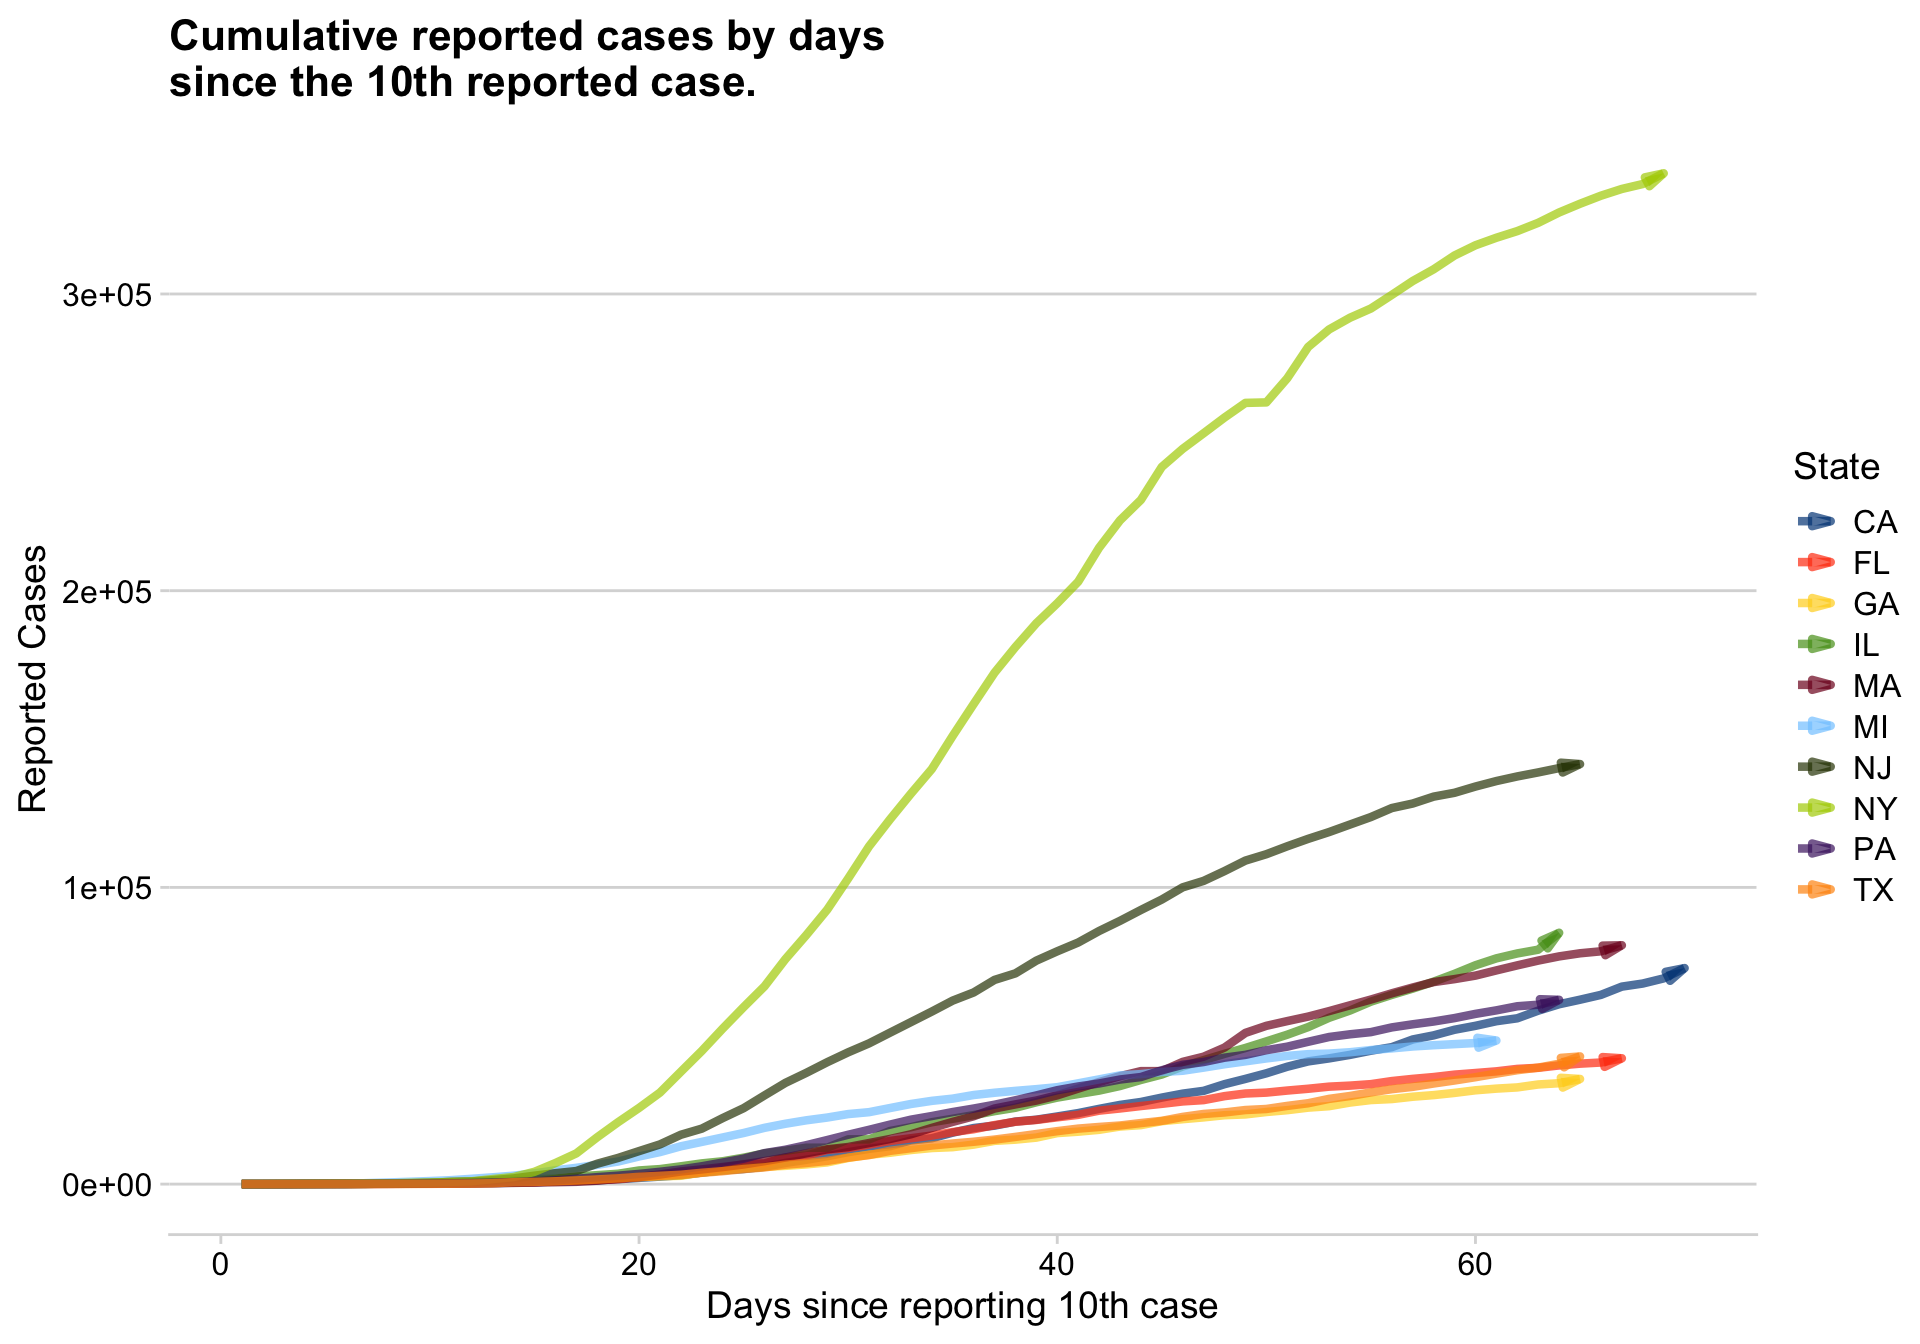 Cumulative reported cases by days
since the 10th reported case.
Reported Cases
3e+05
2e+05
1e+05
0e+00
0
20
40
60
Days since reporting 10th case
State
CA
FL
GA
IL
MA
MI
NJ
NY
PA
TX